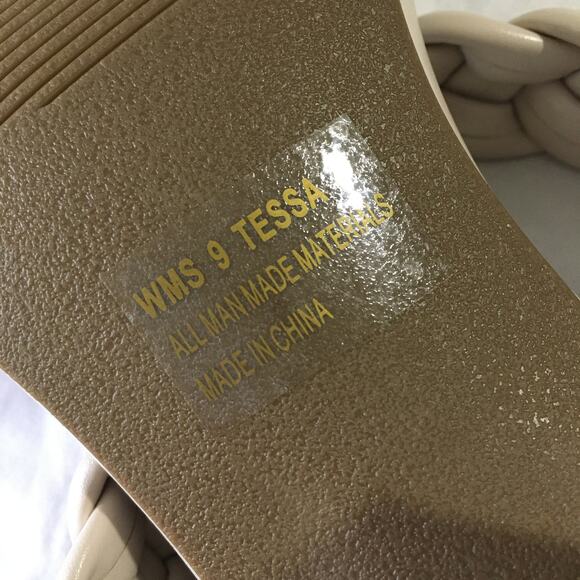 WMS 9 TESSA
ALL MAN MADE MATERIALS
MADE IN CHINA